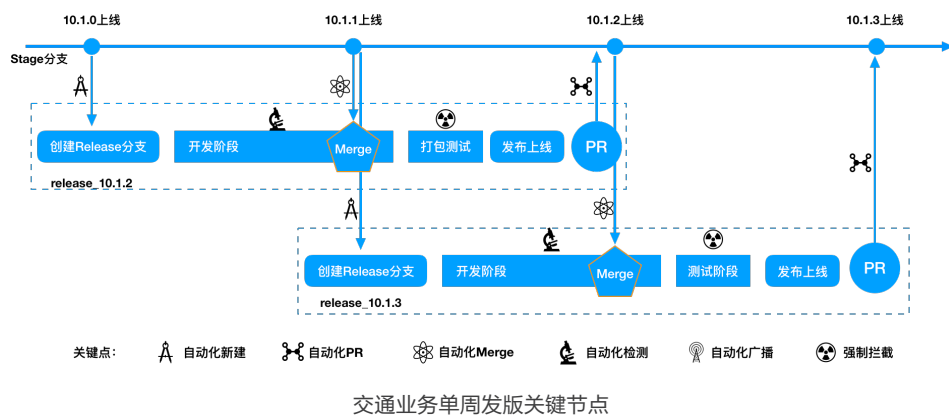 10.1.0上线
10.1.1上线
10.1.2上线
10.1.3上线
Stage分支
创建Release分支
开发阶段
Merge
打包测试
发布上线
PR
release_10.1.2
创建Release分支
开发阶段
Merge
测试阶段
发布上线
PR
release_10.1.3
关键点：
自动化新建
自动化PR
自动化Merge
自动化检测
自动化广播
强制拦截
交通业务单周发版关键节点